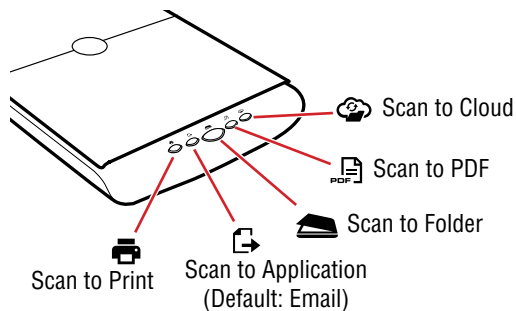 Scan to Cloud
PDF
Scan to PDF
Scan to Folder
Scan to Print
Scan to Application
(Default: Email)